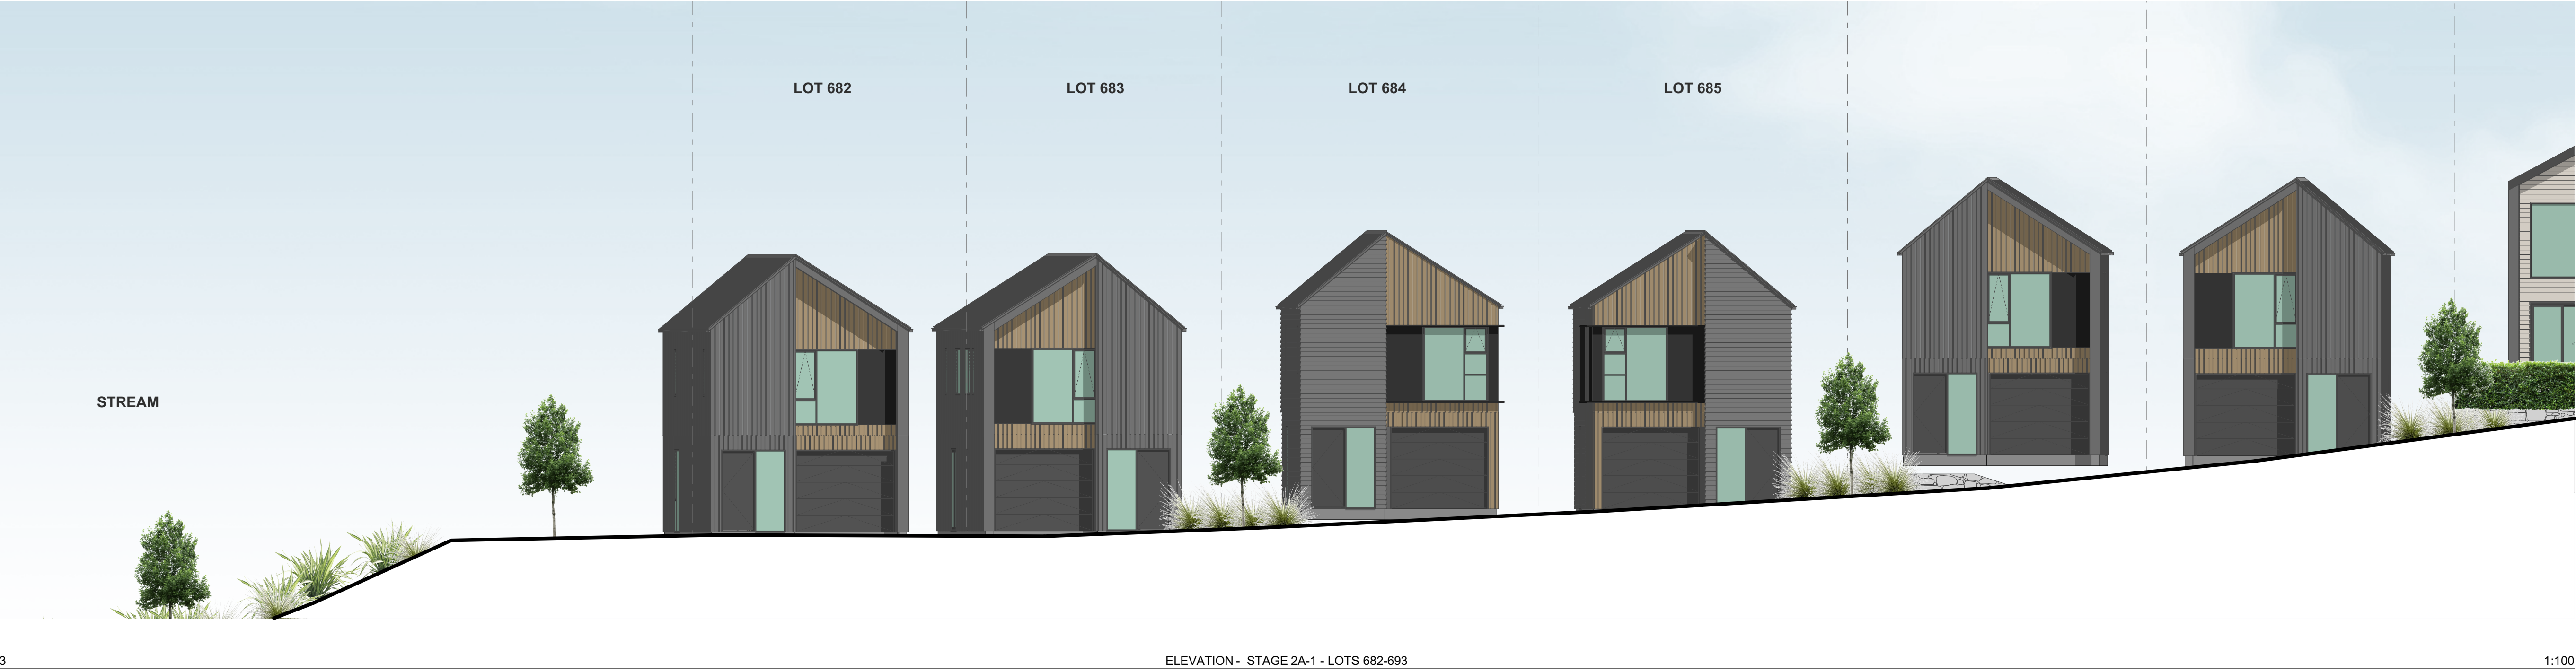 LOT 682
LOT 683
LOT 684
LOT 685
STREAM
3
ELEVATION - STAGE 2A-1 - LOTS 682-693
1:100